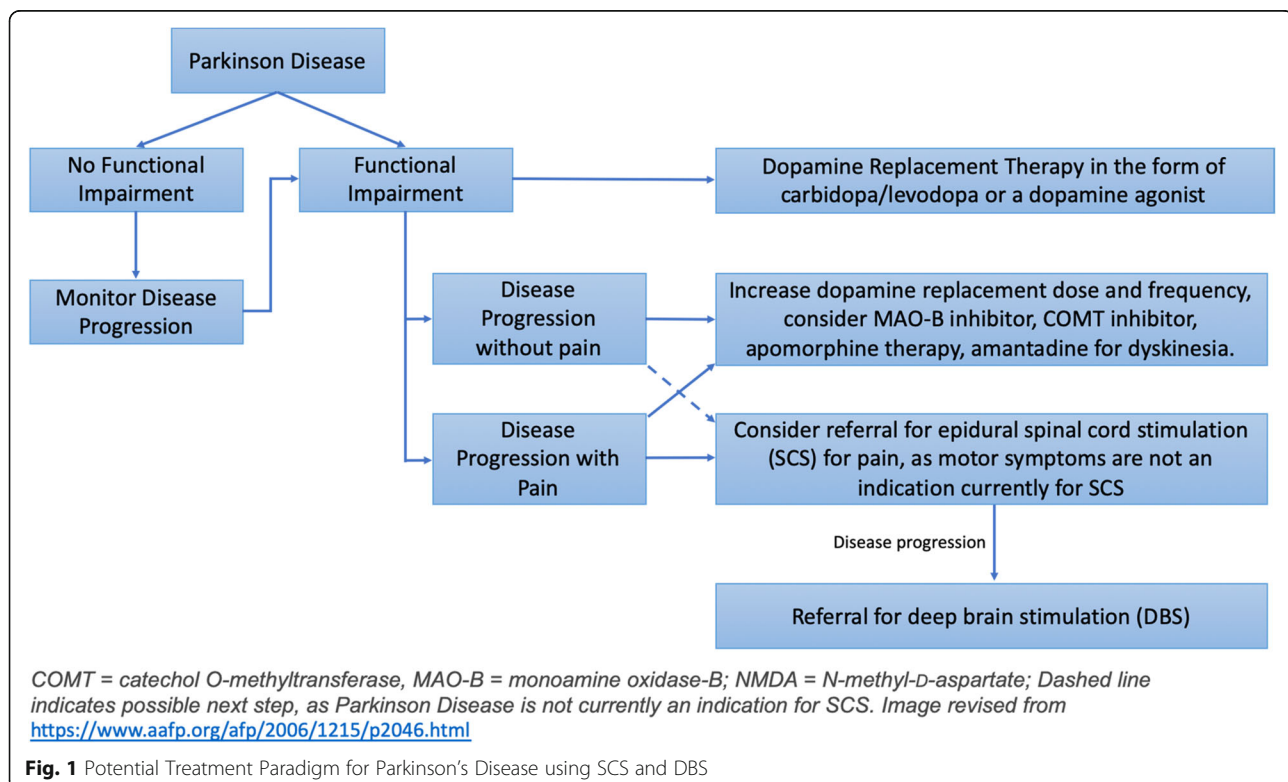 Parkinson Disease
No Functional
Impairment
Functional
Impairment
Dopamine Replacement Therapy in the form of
carbidopa/levodopa or a dopamine agonist
Monitor Disease
Progression
Disease
Progression
without pain
Increase dopamine replacement dose and frequency,
consider MAO-B inhibitor, COMT inhibitor,
apomorphine therapy, amantadine for dyskinesia.
Disease
Progression with
Pain
Consider referral for epidural spinal cord stimulation
(SCS) for pain, as motor symptoms are not an
indication currently for SCS
Disease progression
Referral for deep brain stimulation (DBS)
COMT = catechol O-methyltransferase, MAO-B = monoamine oxidase-B; NMDA = N-methyl-D-aspartate; Dashed line
indicates possible next step, as Parkinson Disease is not currently an indication for SCS. Image revised from
https://www.aafp.org/afp/2006/1215/p2046.html
Fig. 1 Potential Treatment Paradigm for Parkinson's Disease using SCS and DBS